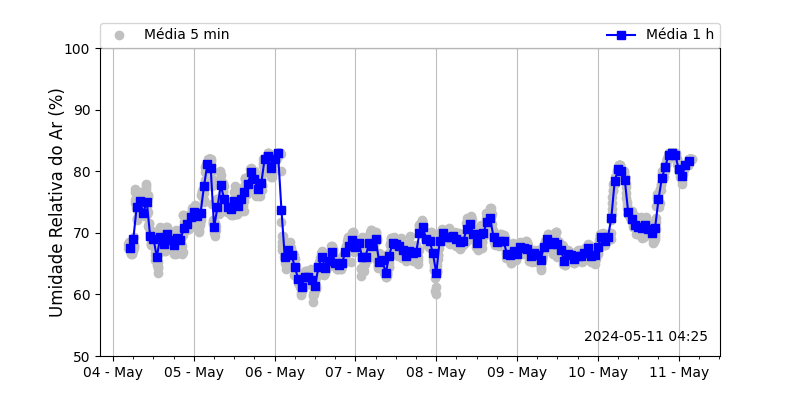 Média 5 min
Média 1 h
Umidade Relativa do Ar (%)
100
90
80
70
60
50
2024-05-11 04:25
04 - May
05 - May
06 - May
07 - May
08 - May
09 - May
10 - May
11 - May